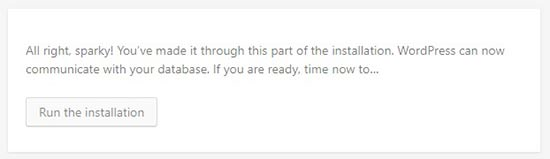 All right, sparky! You’ve made it through this part of the installation. WordPress can now
communicate with your database. If you are ready, time now to…
Run the installation